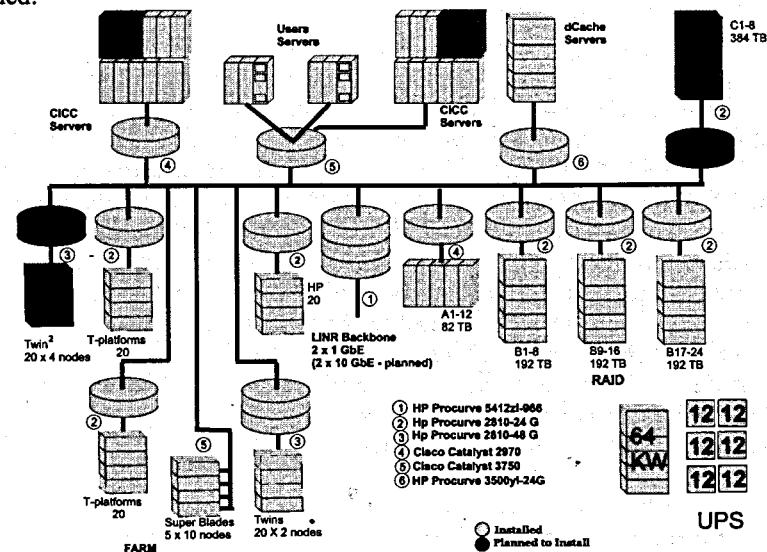 Users
Servers
CICC
Servers
CICC
Servers
dCache
Servers
C1-8
384 TB
②
④
⑤
⑥
③
②
②
①
④
②
②
②
Twin²
20 x 4 nodes
T-platforms
20
HP
20
LINR Backbone
2 x 1 GbE
(2 x 10 GbE - planned)
A1-12
82 TB
B1-8
192 TB
B9-16
192 TB
B17-24
192 TB
RAID
②
T-platforms
20
⑤
Super Blades
5 x 10 nodes
③
Twins
20 X 2 nodes
FARM
① HP Procurve 5412zl-96G
② Hp Procurve 2810-24 G
③ Hp Procurve 2810-48 G
④ Cisco Catalyst 2970
⑤ Cisco Catalyst 3750
⑥ HP Procurve 3500yl-24G
Installed
Planned to Install
64
KW
12 12
12 12
12 12
UPS